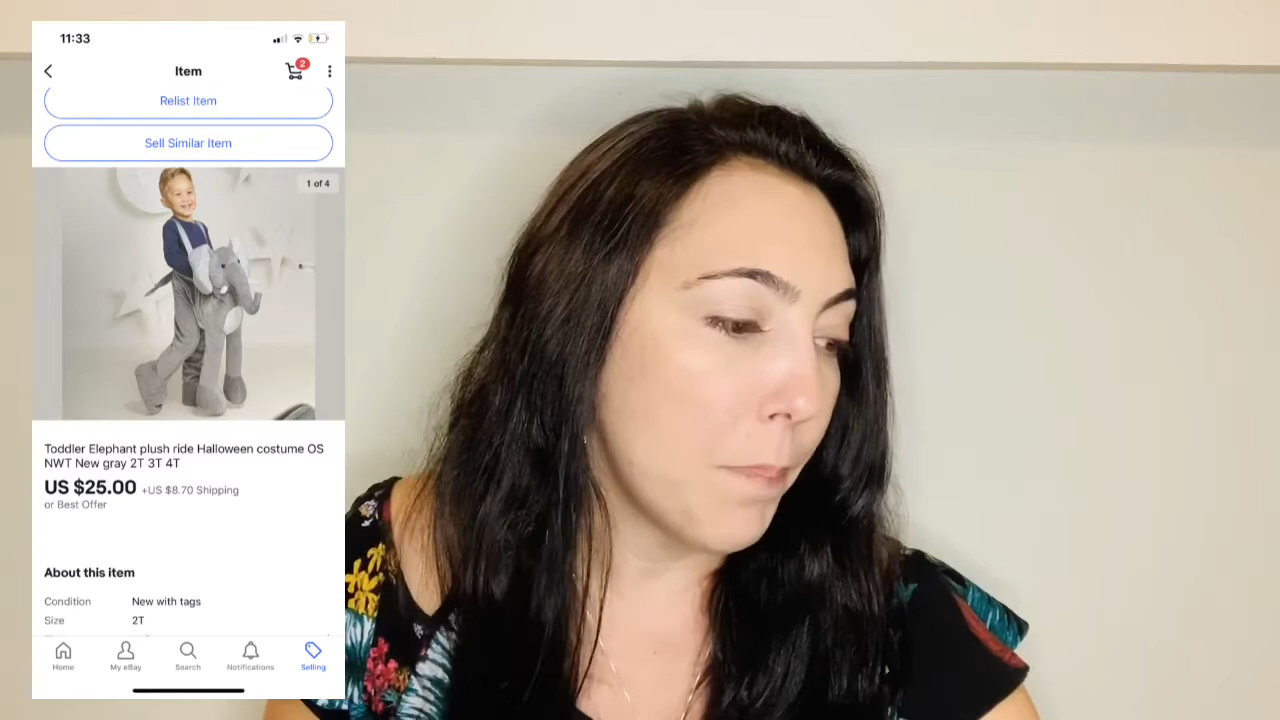 11:33
Item
2
Relist Item
Sell Similar Item
1 of 4
Toddler Elephant plush ride Halloween costume OS
NWT New gray 2T 3T 4T
US $25.00 +US $8.70 Shipping
or Best Offer
About this item
Condition New with tags
Size 2T
Home My eBay Search Notifications Selling